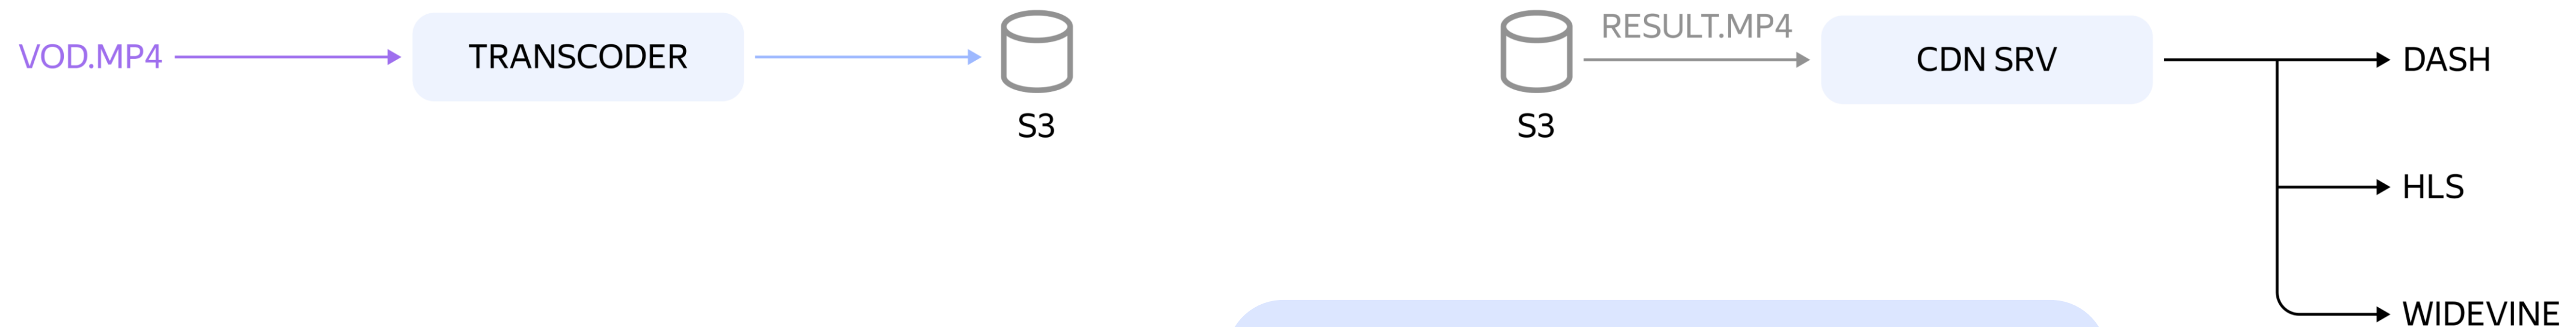 VOD.MP4
TRANSCODER
S3
S3
RESULT.MP4
CDN SRV
DASH
HLS
WIDEVINE